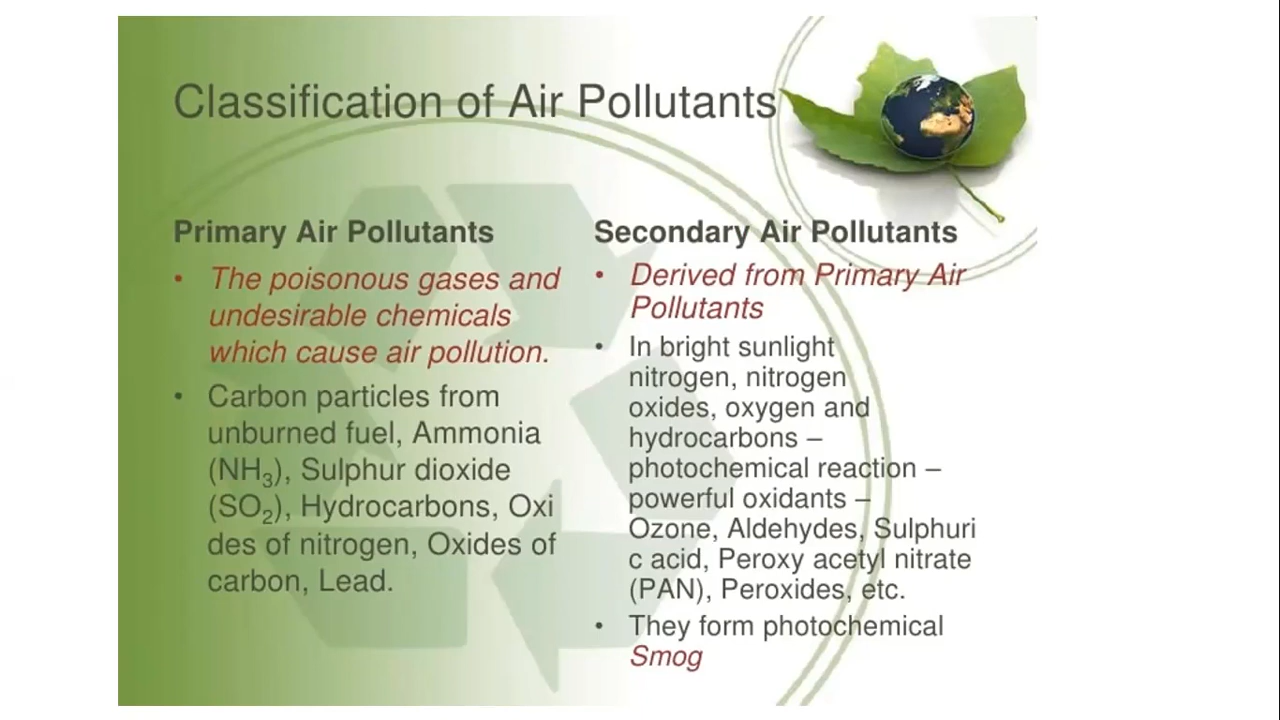 Classification of Air Pollutants
Primary Air Pollutants
• The poisonous gases and
undesirable chemicals
which cause air pollution.
• Carbon particles from
unburned fuel, Ammonia
(NH₃), Sulphur dioxide
(SO₂), Hydrocarbons, Oxi
des of nitrogen, Oxides of
carbon, Lead.
Secondary Air Pollutants
• Derived from Primary Air
Pollutants
• In bright sunlight
nitrogen, nitrogen
oxides, oxygen and
hydrocarbons –
photochemical reaction –
powerful oxidants –
Ozone, Aldehydes, Sulphuri
c acid, Peroxy acetyl nitrate
(PAN), Peroxides, etc.
• They form photochemical
Smog